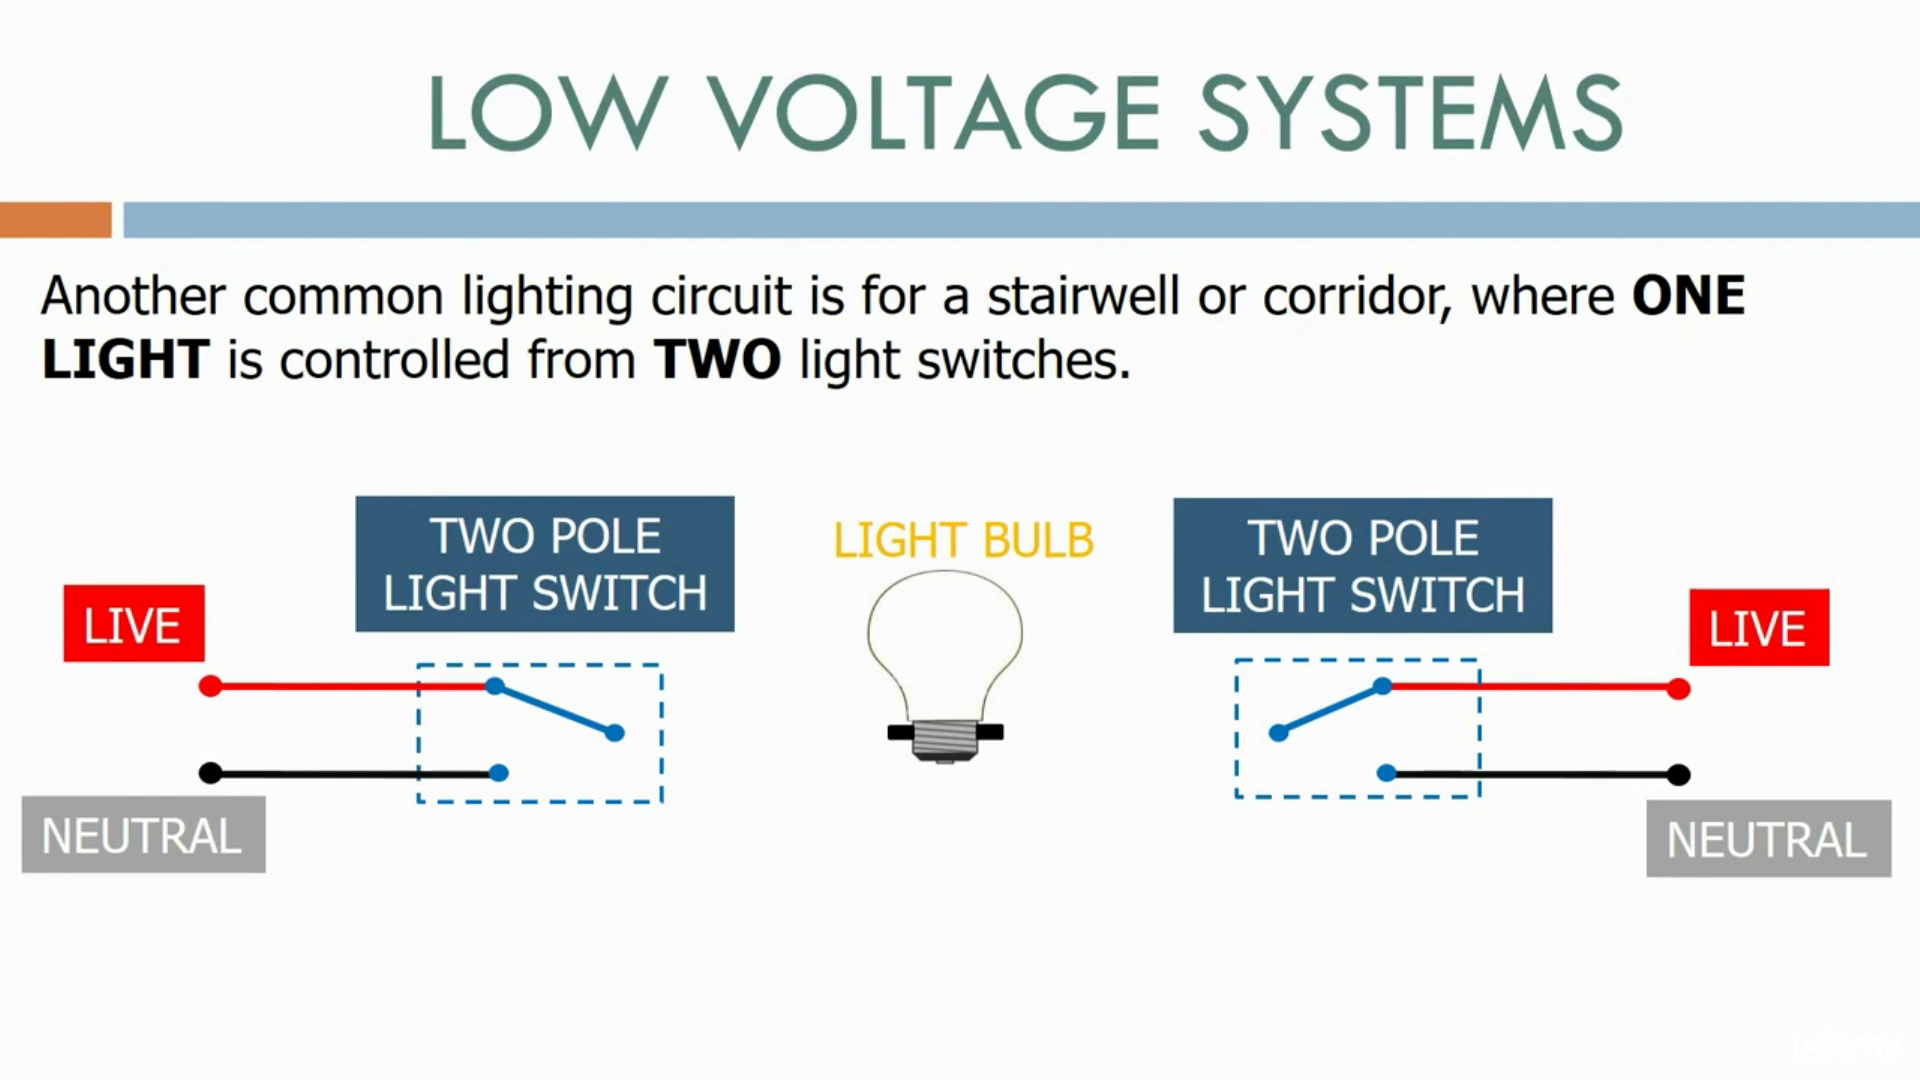 LOW VOLTAGE SYSTEMS
Another common lighting circuit is for a stairwell or corridor, where ONE
LIGHT is controlled from TWO light switches.
TWO POLE
LIGHT SWITCH
LIGHT BULB
TWO POLE
LIGHT SWITCH
LIVE
LIVE
NEUTRAL
NEUTRAL
udemy